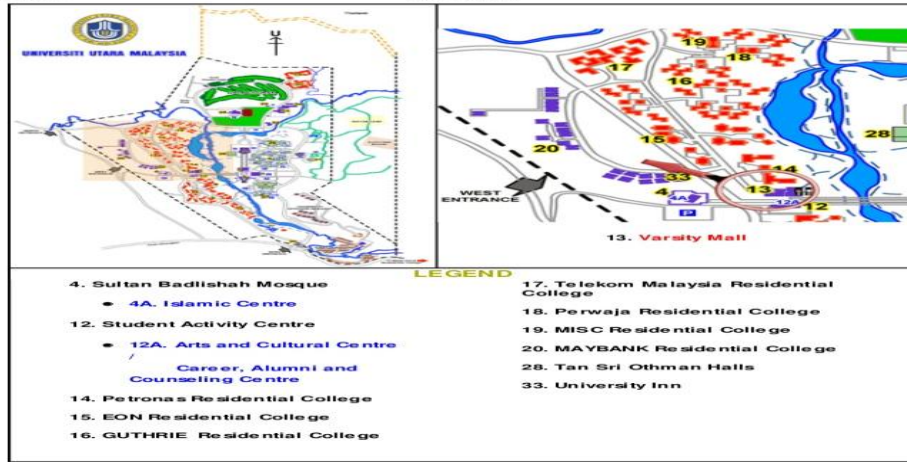 UNIVERSITI UTARA MALAYSIA
19
18
17
16
28
15
20
14
33
13
WEST
ENTRANCE
4
4A
12A
12
P
13. Varsity Mall
LEGEND
4. Sultan Badlishah Mosque
• 4A. Islamic Centre
12. Student Activity Centre
• 12A. Arts and Cultural Centre
/
Career, Alumni and
Counseling Centre
14. Petronas Residential College
15. EON Residential College
16. GUTHRIE Residential College
17. Telekom Malaysia Residential
College
18. Perwaja Residential College
19. MISC Residential College
20. MAYBANK Residential College
28. Tan Sri Othman Halls
33. University Inn